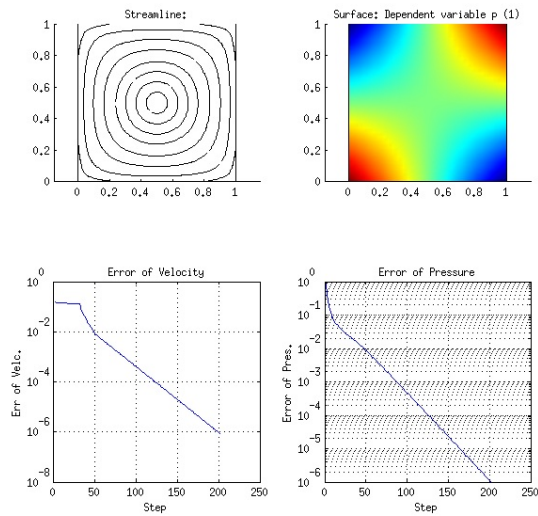 Streamline:
1
0.8
0.6
0.4
0.2
0
0 0.2 0.4 0.6 0.8 1
Surface: Dependent variable p (1)
1
0.8
0.6
0.4
0.2
0
0 0.2 0.4 0.6 0.8 1
Error of Velocity
Err of Velc.
10 0
10 -2
10 -4
10 -6
10 -8
0 50 100 150 200 250
Step
Error of Pressure
Error of Pres.
10 0
10 -1
10 -2
10 -3
10 -4
10 -5
10 -6
0 50 100 150 200 250
Step